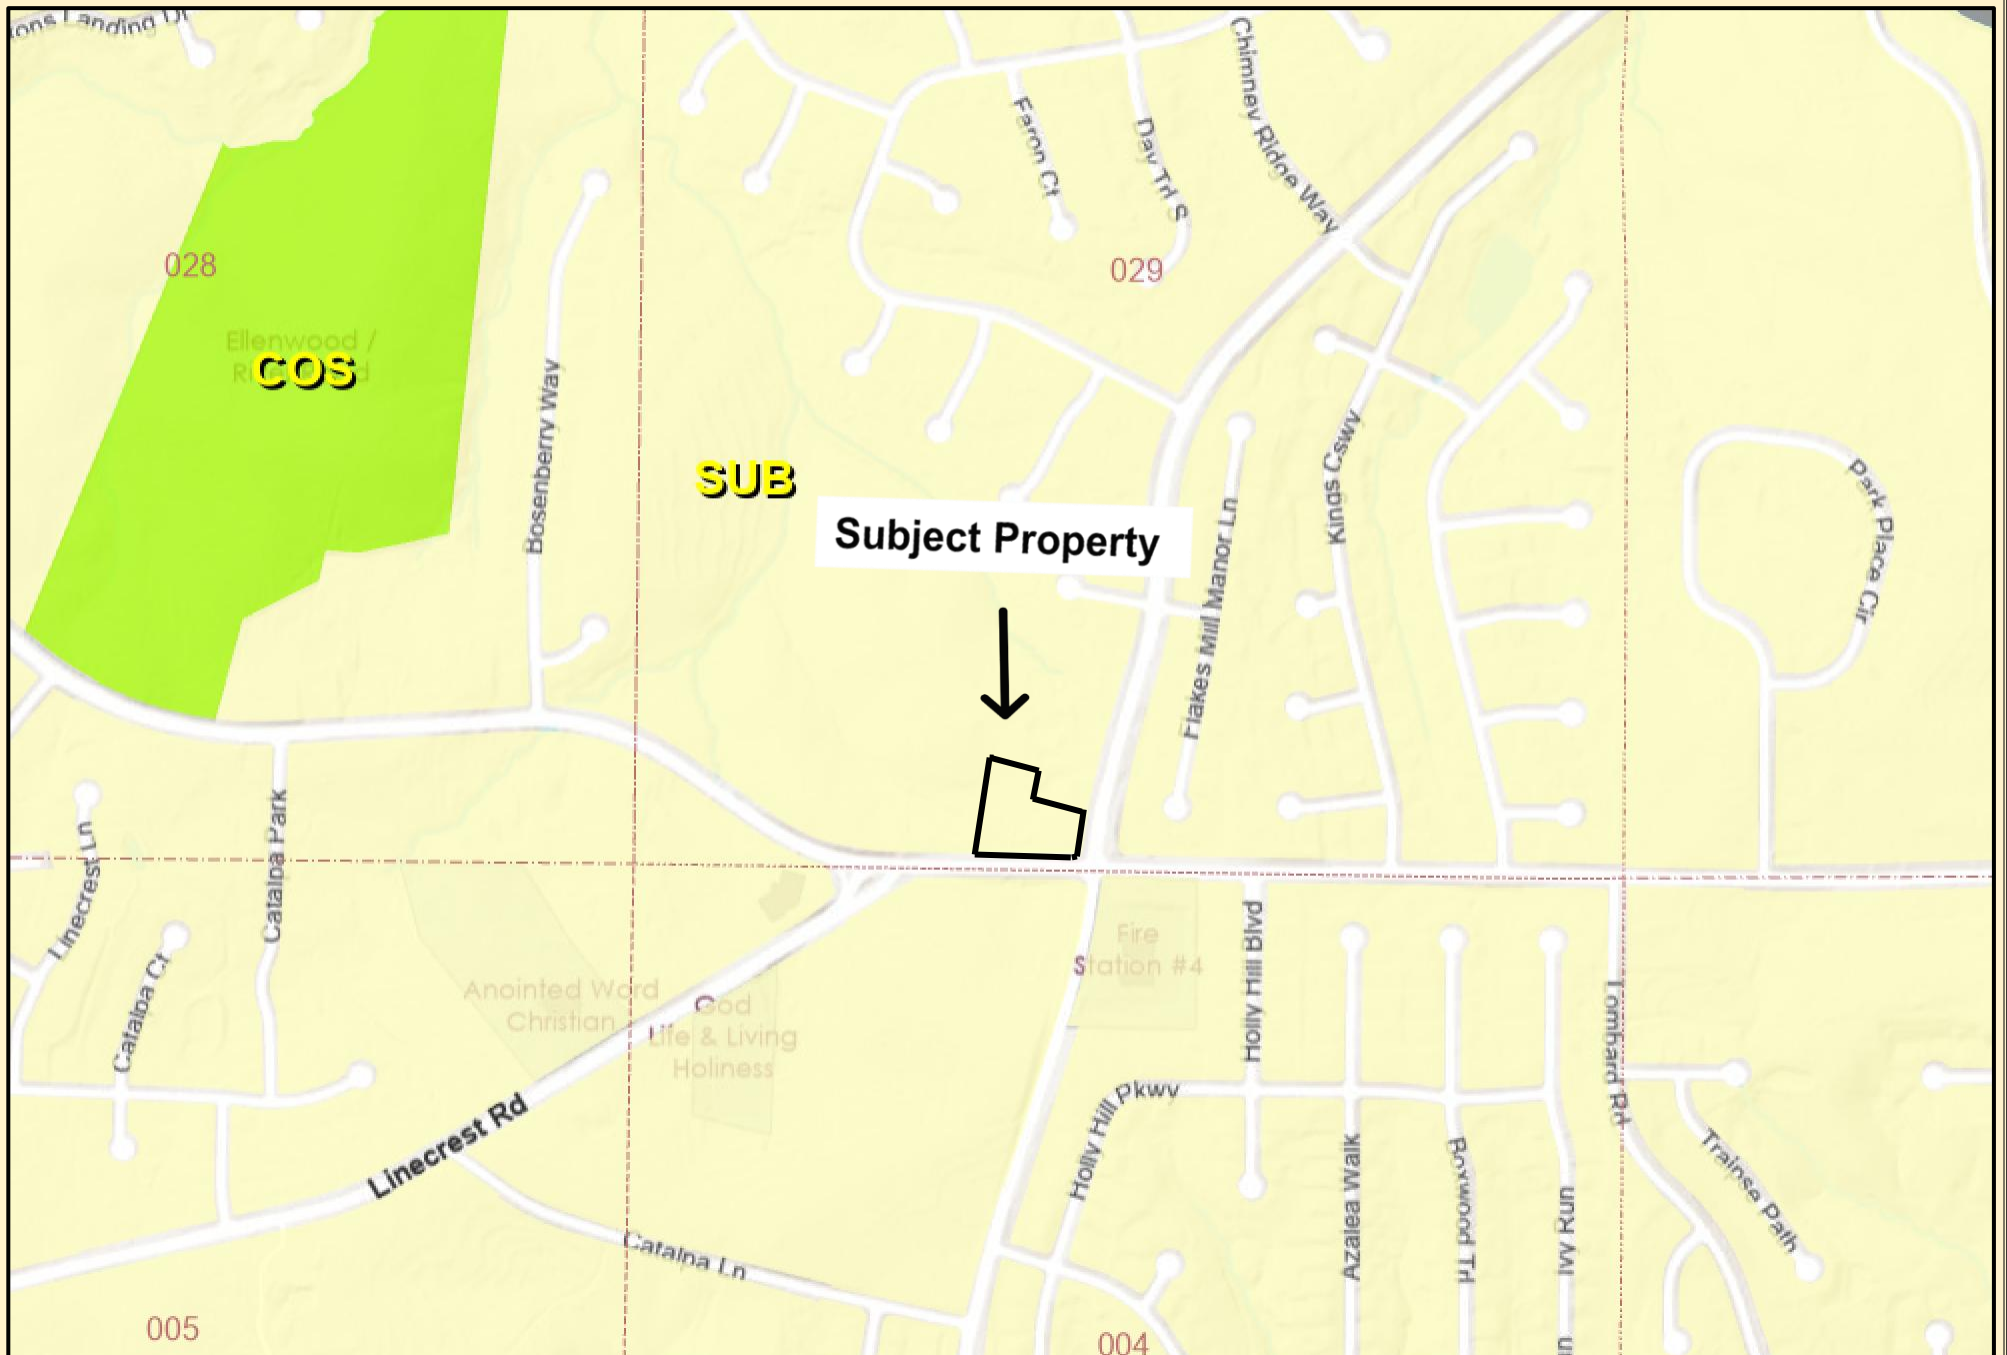 ons Landing Dr
Chimney Ridge Way
Faron Ct
Day Trl S
028
029
Ellenwood /
COS
Bosenberry Way
SUB
Kings Cswy
Park Place Cir
Subject Property
Flakes Mill Manor Ln
Linecrest Ln
Catalpa Park
Catalpa Ct
Fire
Station #4
Holly Hill Blvd
Anointed Word
Christian
God
Life & Living
Holiness
Lombard Rd
Linecrest Rd
Holly Hill Pkwy
Azalea Walk
Boxwood Trl
Ivy Run
Trainse Path
Catalpa Ln
005
004